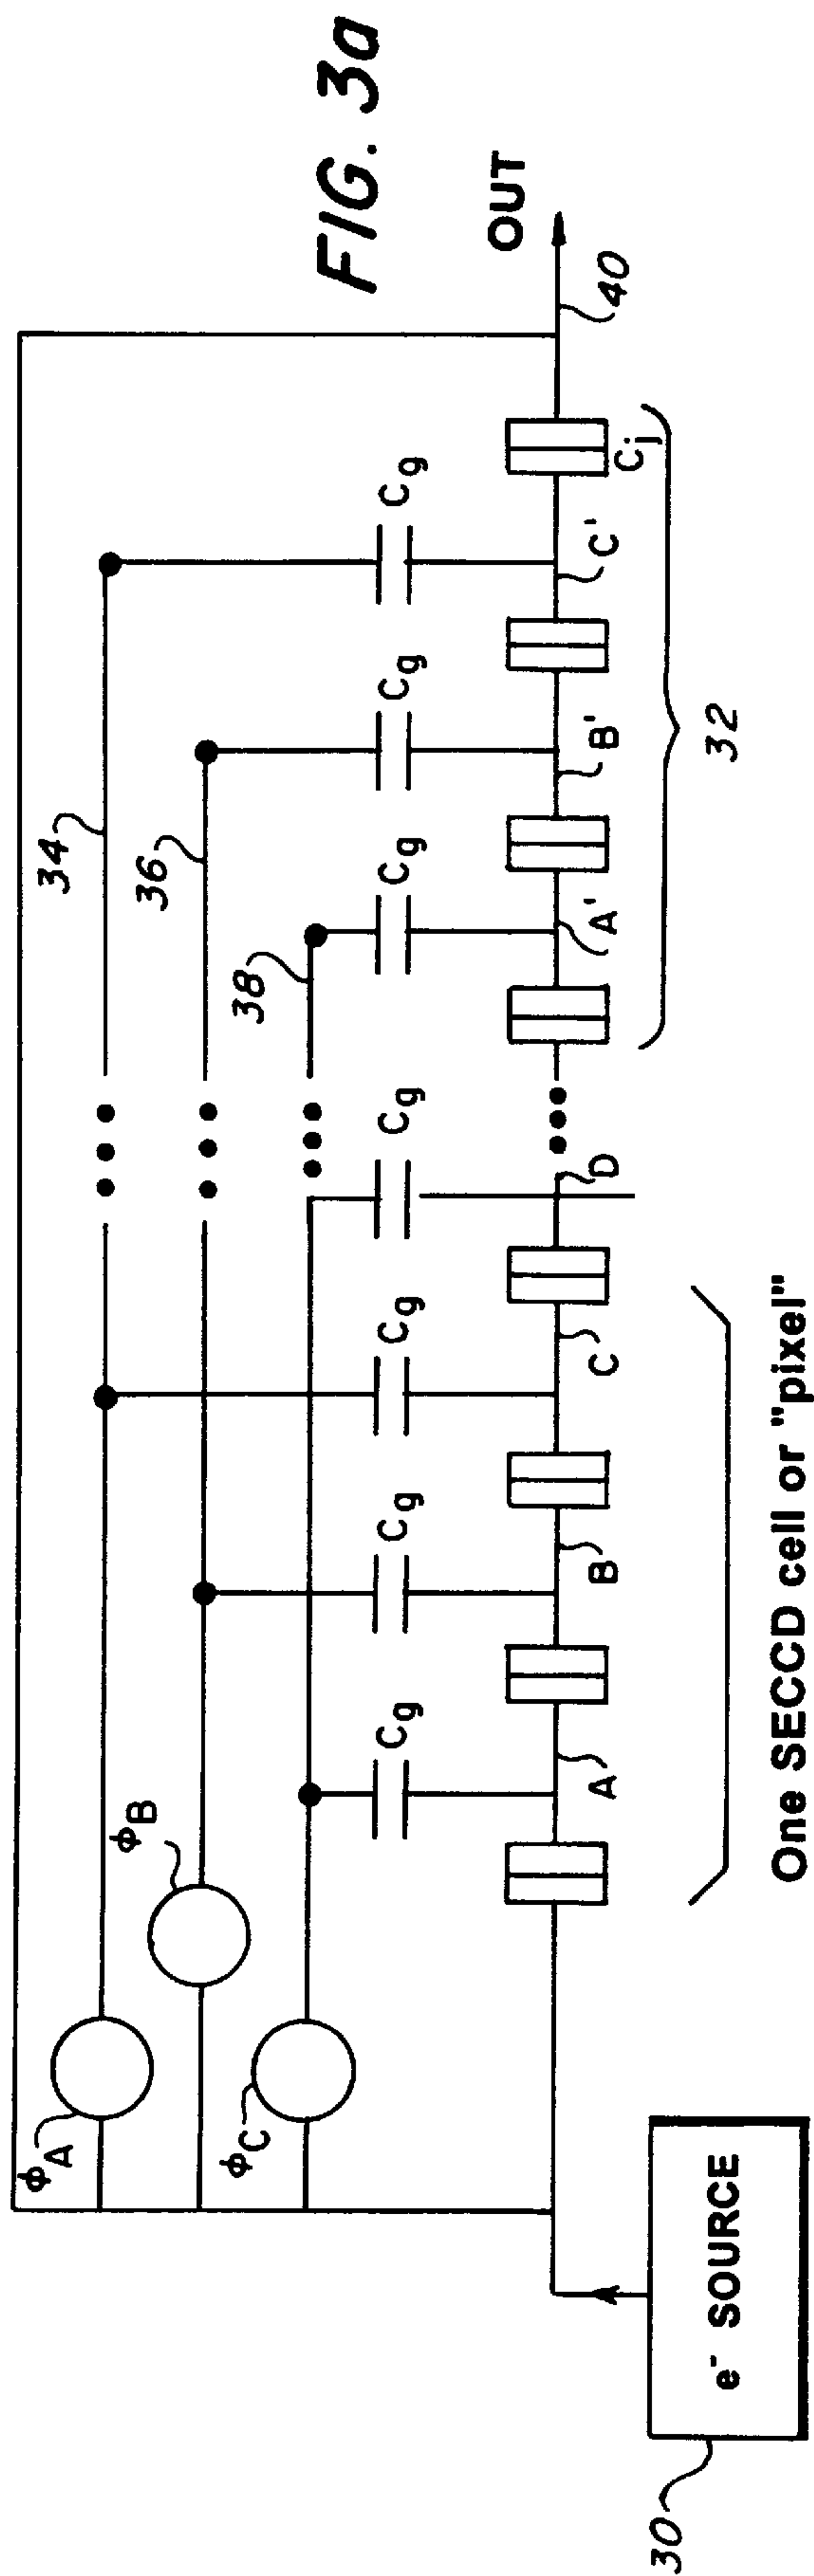 FIG. 3a
34
36
38
ϕA
ϕB
ϕC
Cg
Cg
Cg
Cg
Cg
Cg
Cg
OUT
40
A
B
C
D
A'
B'
C'
Cj
32
One SECCD cell or "pixel"
e⁻ SOURCE
30